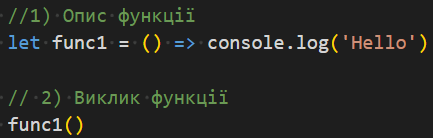 //1) Опис функції
let func1 = () => console.log('Hello')
// 2) Виклик функції
func1()